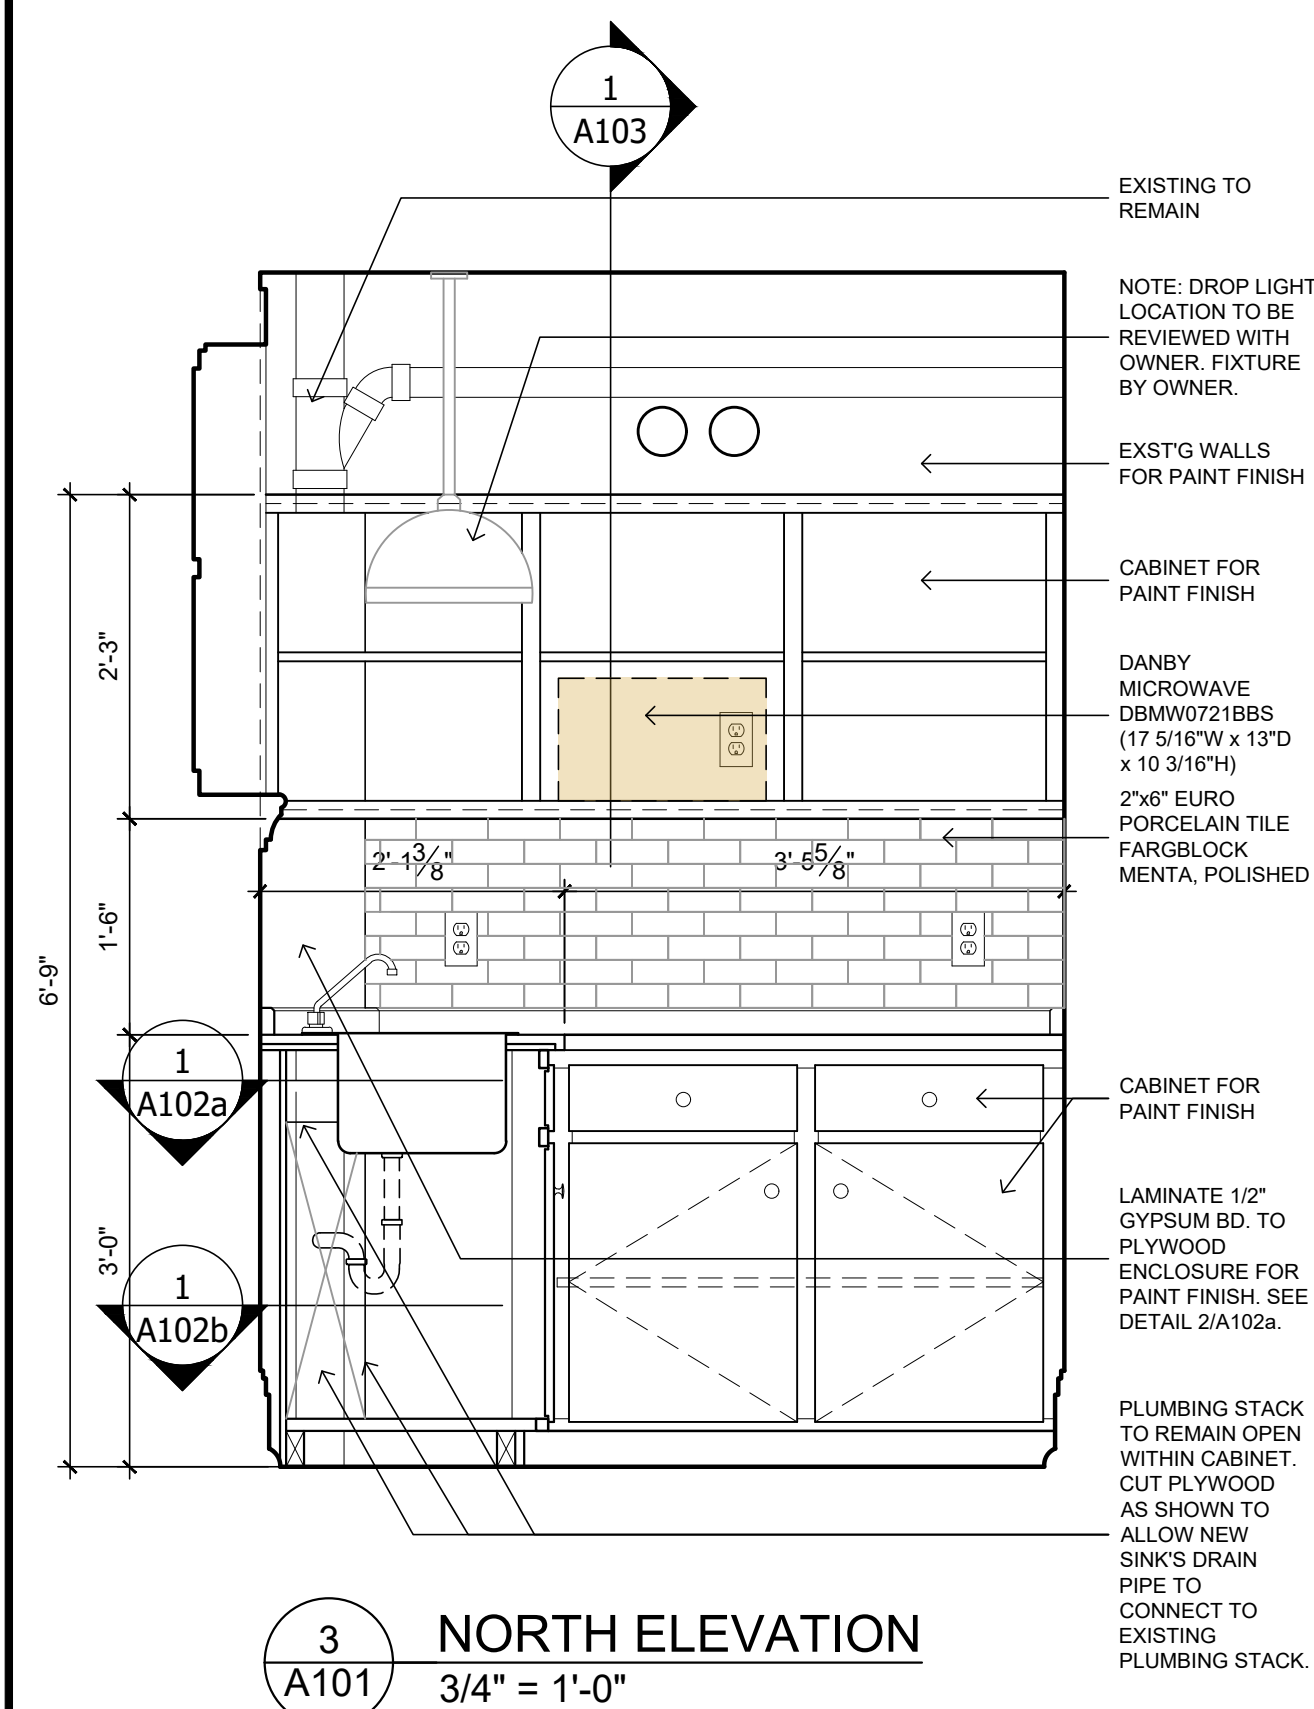 1
A103
EXISTING TO
REMAIN
NOTE: DROP LIGHT
LOCATION TO BE
REVIEWED WITH
OWNER. FIXTURE
BY OWNER.
EXST'G WALLS
FOR PAINT FINISH
CABINET FOR
PAINT FINISH
DANBY
MICROWAVE
DBMW0721BBS
(17 5/16"W x 13"D
x 10 3/16"H)
2"x6" EURO
PORCELAIN TILE
FARGBLOCK
MENTA, POLISHED
2'-3"
2'-1 3/8"
3'-5 5/8"
1'-6"
6'-9"
1
A102a
3'-0"
1
A102b
CABINET FOR
PAINT FINISH
LAMINATE 1/2"
GYPSUM BD. TO
PLYWOOD
ENCLOSURE FOR
PAINT FINISH. SEE
DETAIL 2/A102a.
PLUMBING STACK
TO REMAIN OPEN
WITHIN CABINET.
CUT PLYWOOD
AS SHOWN TO
ALLOW NEW
SINK'S DRAIN
PIPE TO
CONNECT TO
EXISTING
PLUMBING STACK.
3
A101
NORTH ELEVATION
3/4" = 1'-0"